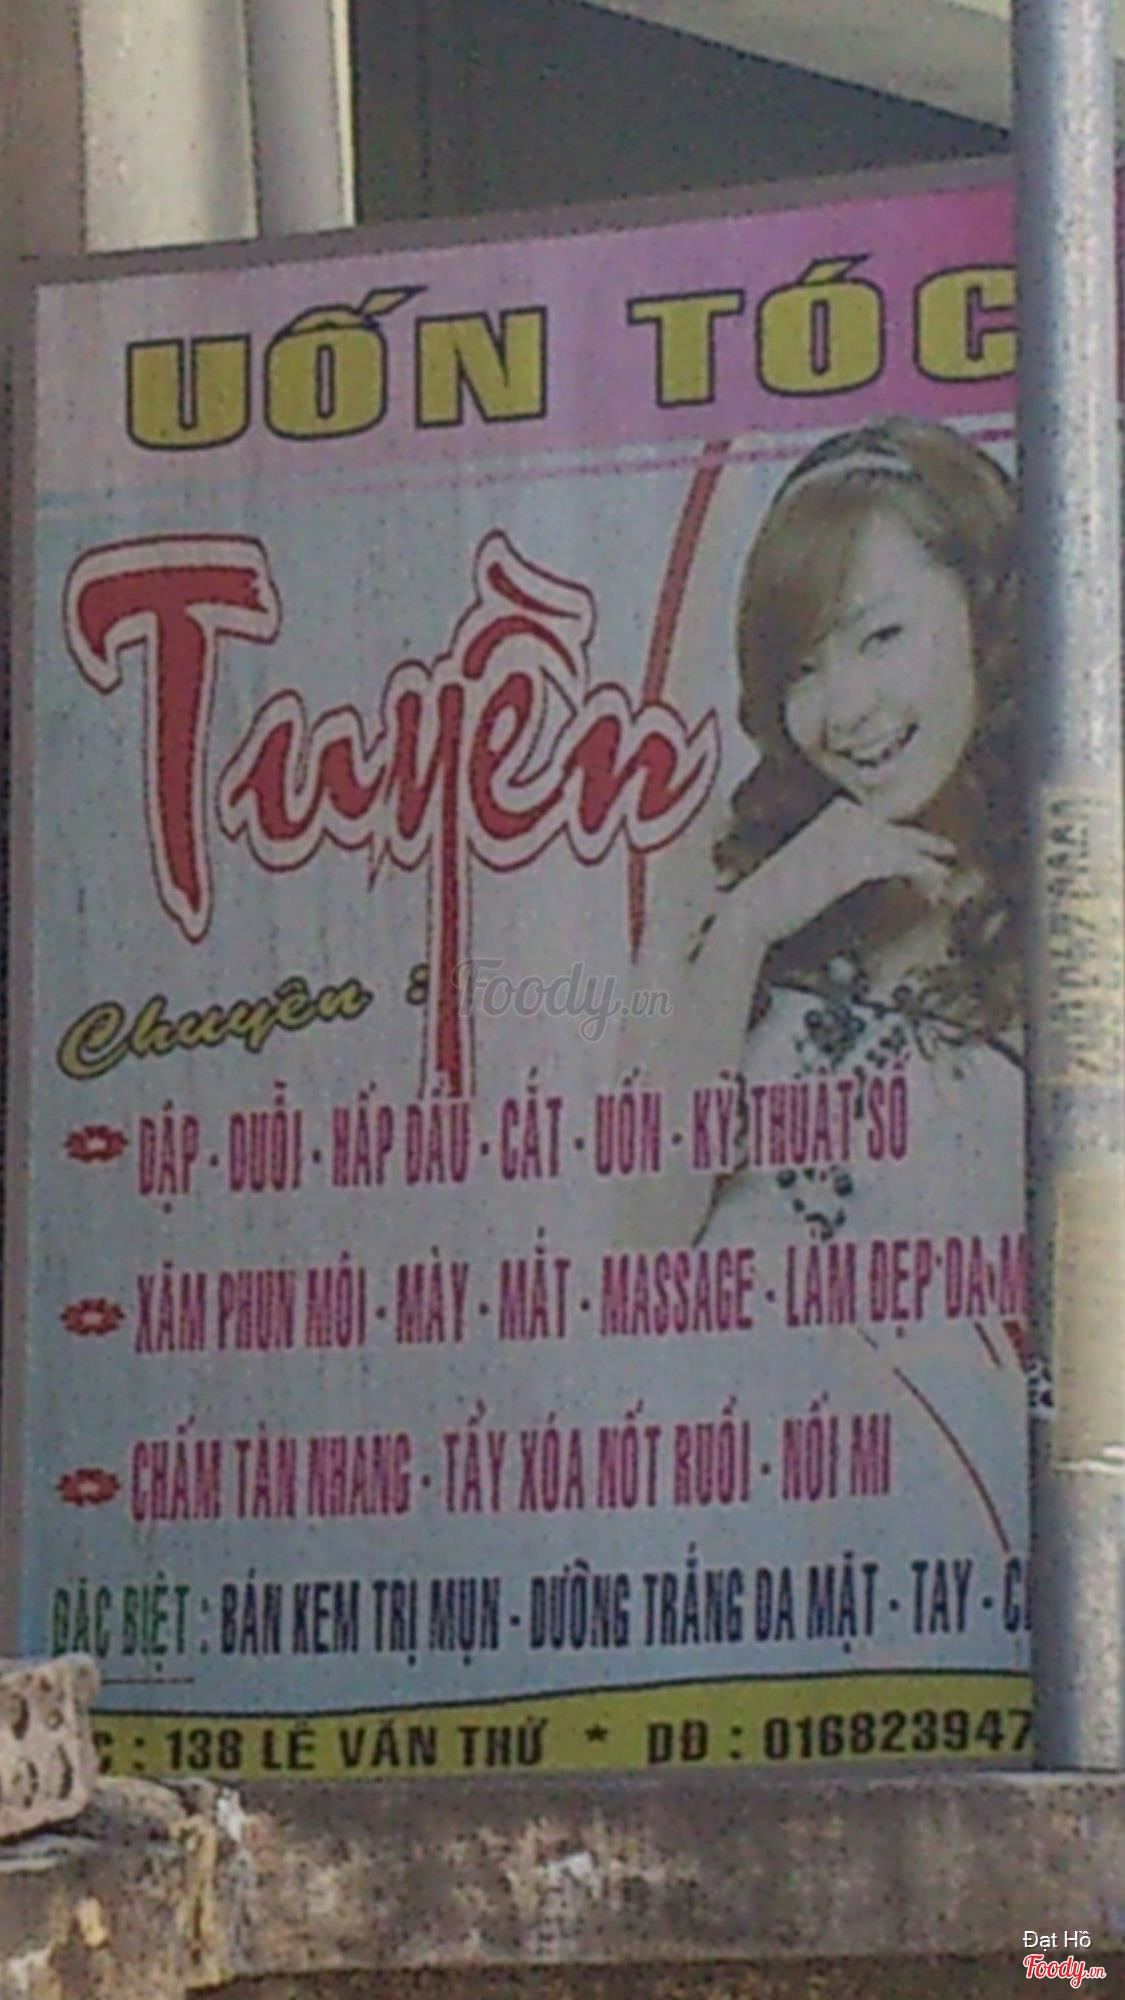 UỐN TÓC
Tuyền
Chuyên :
DẬP - DUỖI - HẤP DẦU - CẮT - UỐN - KỸ THUẬT SỐ
XĂM PHUN MÔI - MÀY - MẮT - MASSAGE - LÀM ĐẸP DA M
CHẤM TÀN NHANG - TẨY XÓA NỐT RUỒI - NỐI MI
ĐẶC BIỆT : BÁN KEM TRỊ MỤN - DƯỠNG TRẮNG DA MẶT - TAY - C
C : 138 LÊ VĂN THỨ * DĐ : 016823947
Foody.vn
Đạt Hồ
Foody.vn